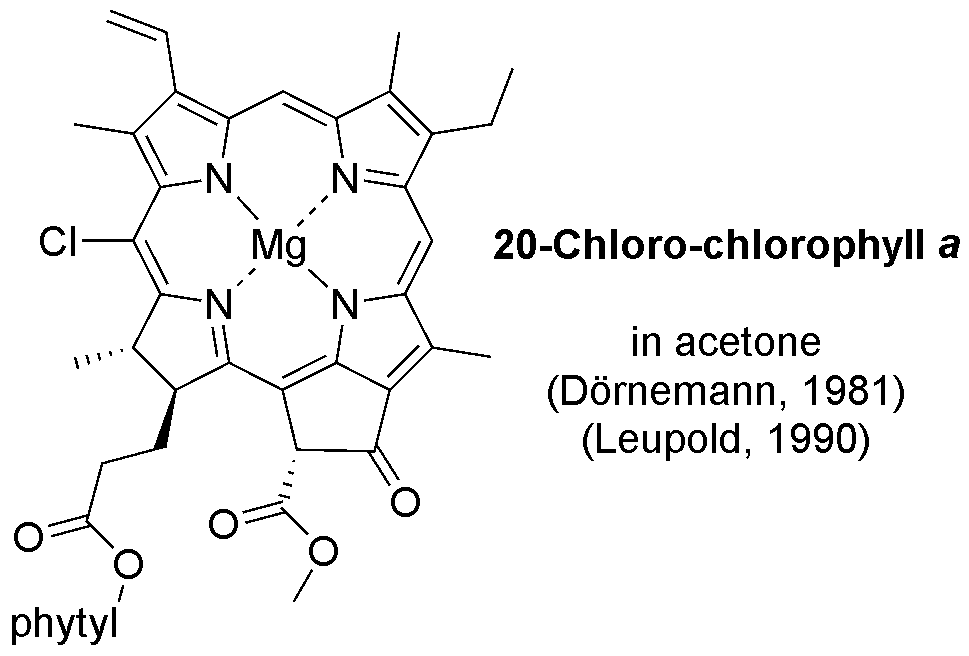 N
N
Cl
Mg
20-Chloro-chlorophyll a
N
N
in acetone
(Dörnemann, 1981)
(Leupold, 1990)
O
O
O
O
O
phytyl